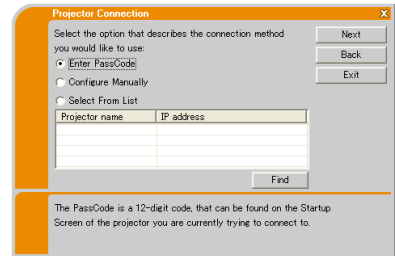 Projector Connection x
Select the option that describes the connection method
you would like to use:
Enter PassCode
Configure Manually
Select From List
Projector name IP address
Find
Next
Back
Exit
The PassCode is a 12-digit code, that can be found on the Startup
Screen of the projector you are currently trying to connect to.